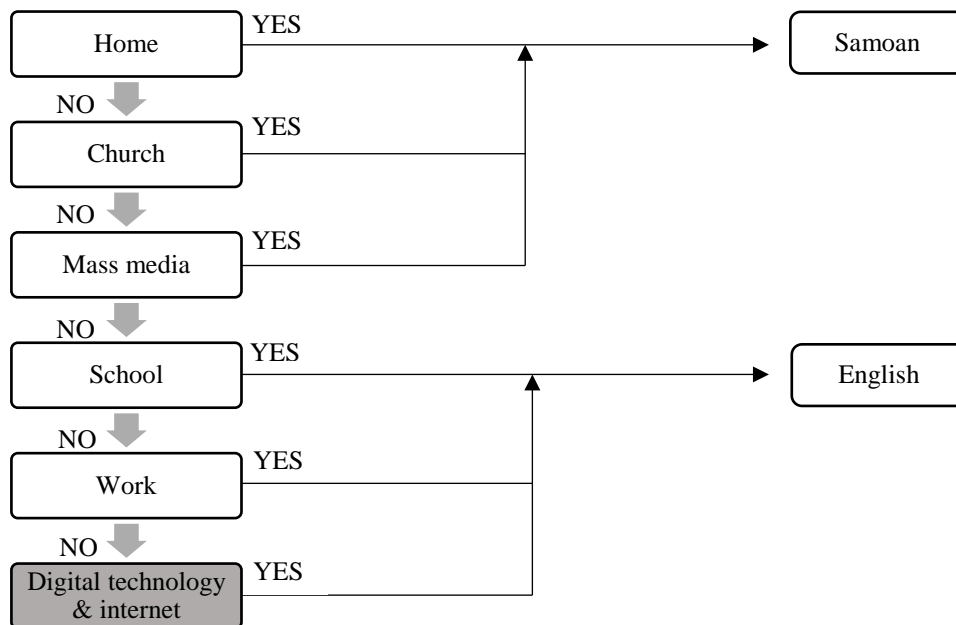 Home
YES
Samoan
NO
Church
YES
NO
Mass media
YES
NO
School
YES
English
NO
Work
YES
NO
Digital technology
& internet
YES